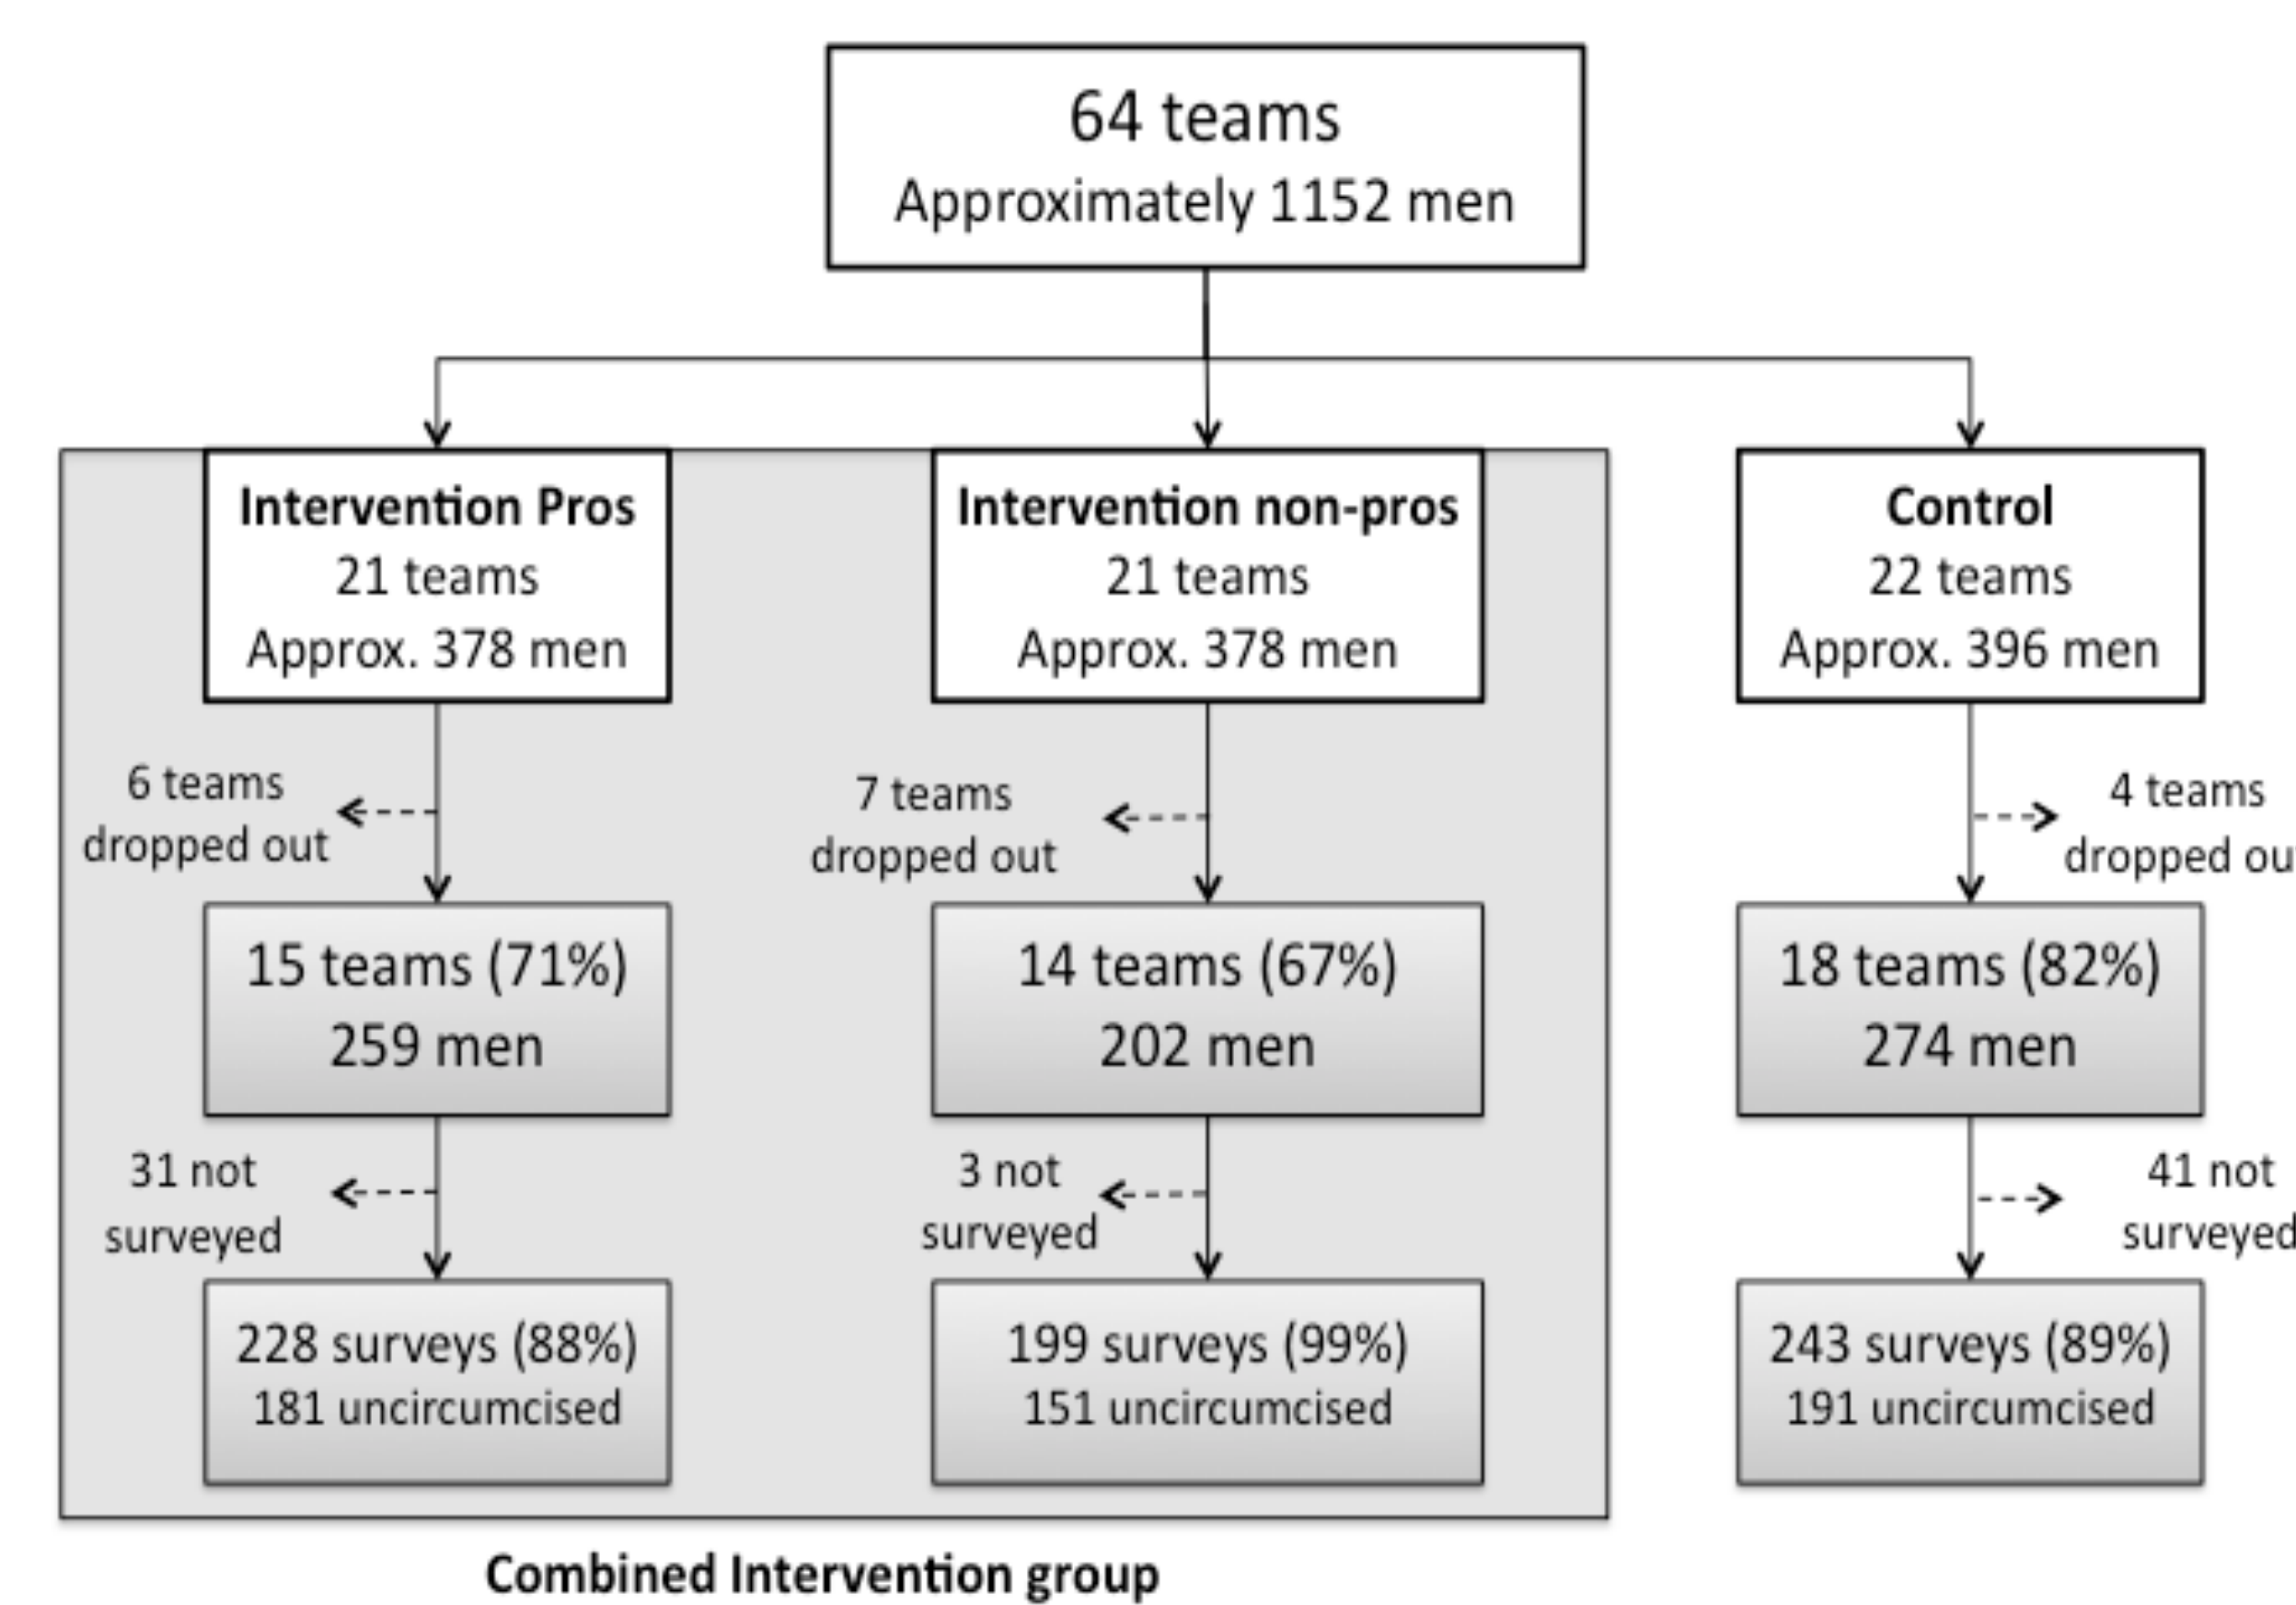 64 teams
Approximately 1152 men
Intervention Pros
21 teams
Approx. 378 men
Intervention non-pros
21 teams
Approx. 378 men
Control
22 teams
Approx. 396 men
6 teams
dropped out
7 teams
dropped out
4 teams
dropped ou
15 teams (71%)
259 men
14 teams (67%)
202 men
18 teams (82%)
274 men
31 not
surveyed
3 not
surveyed
41 not
surveyed
228 surveys (88%)
181 uncircumcised
199 surveys (99%)
151 uncircumcised
243 surveys (89%)
191 uncircumcised
Combined Intervention group